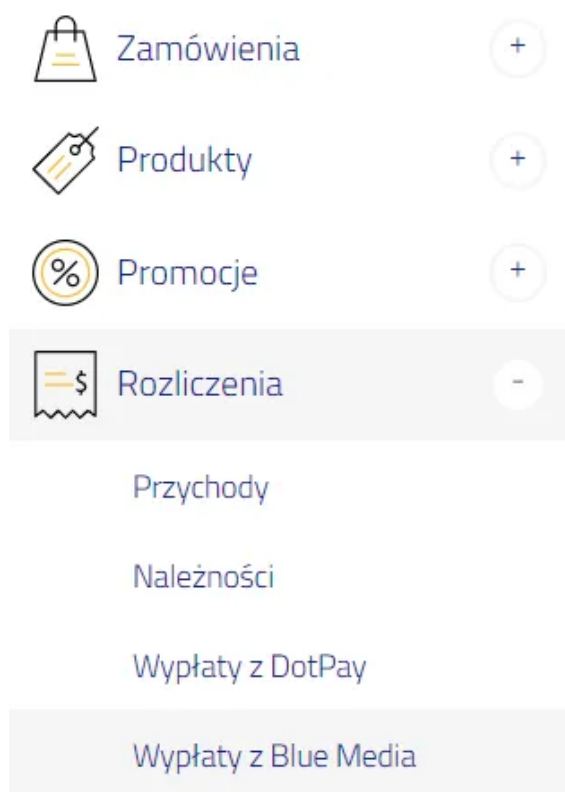 Zamówienia
+
Produkty
+
%
Promocje
+
$
Rozliczenia
-
Przychody
Należności
Wypłaty z DotPay
Wypłaty z Blue Media